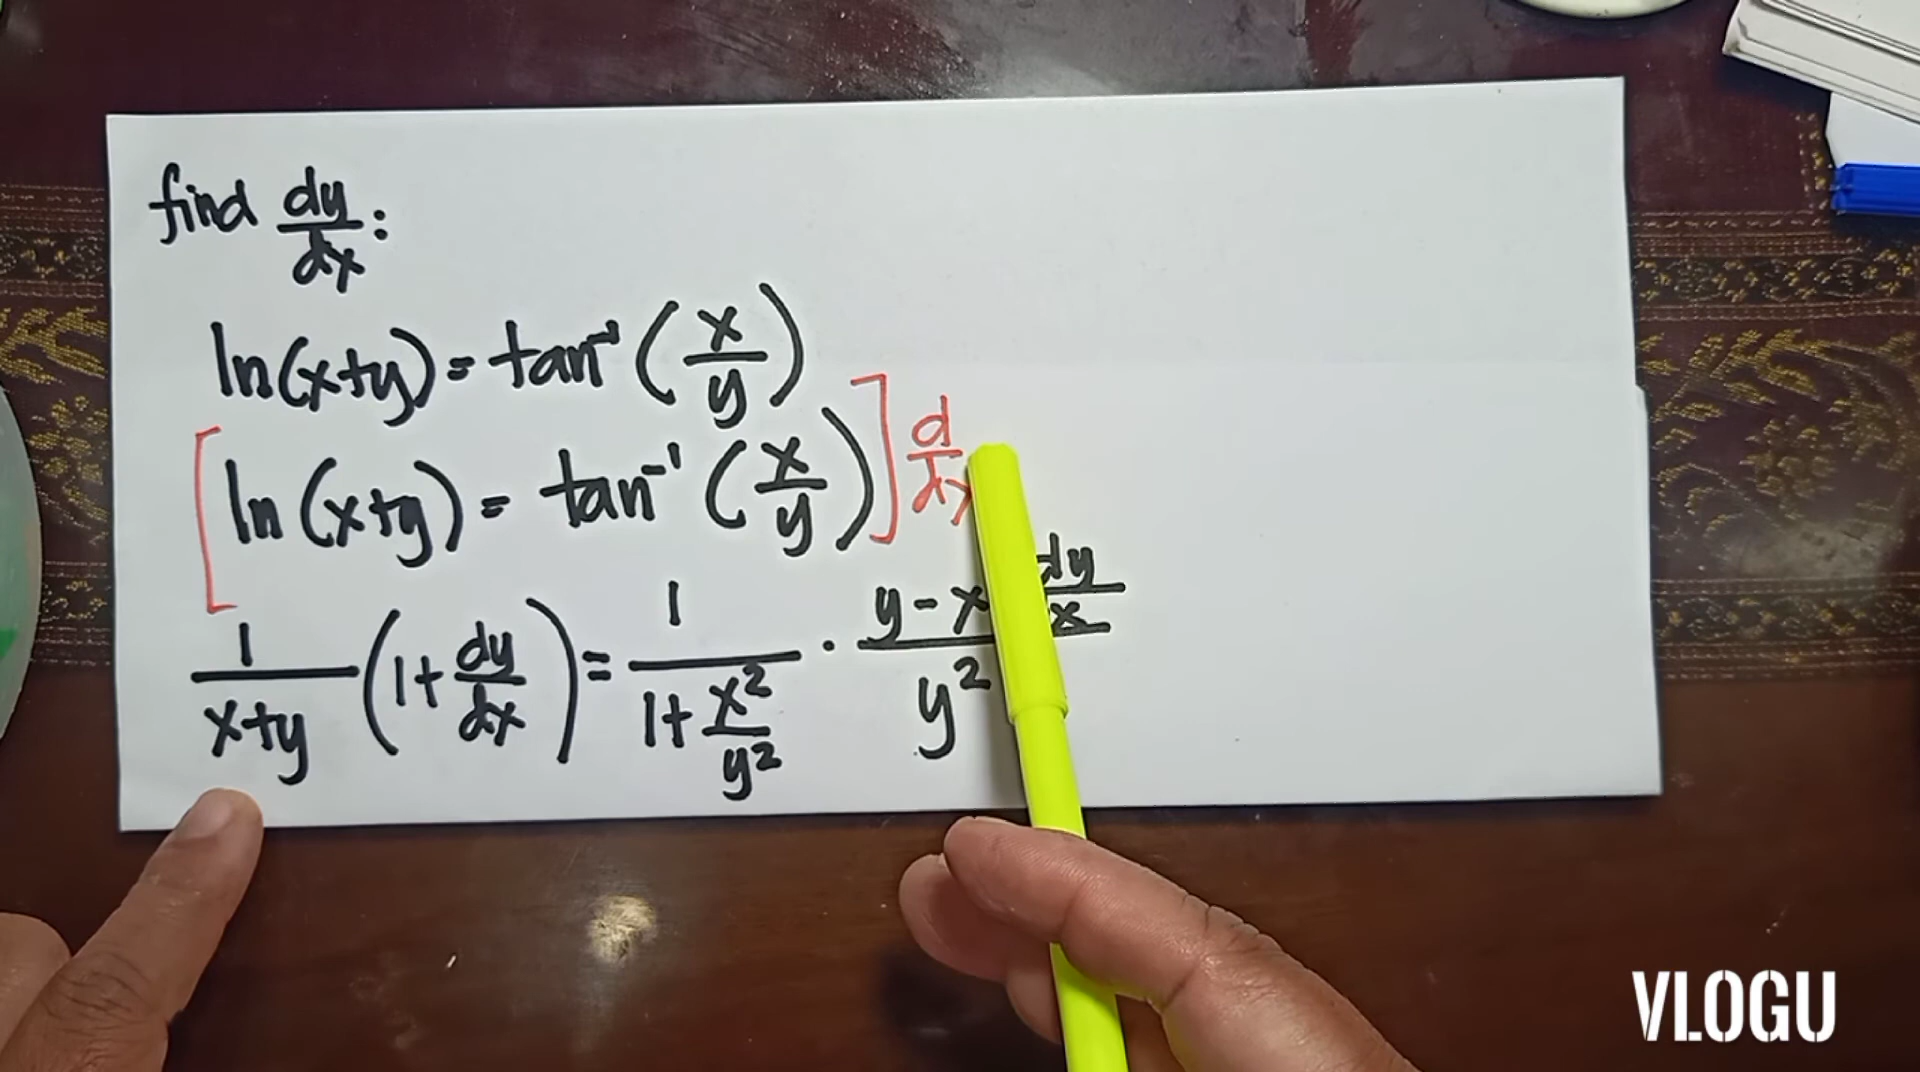 find dy/dx:
ln(x+y) = tan⁻¹(x/y)
[ln(x+y) = tan⁻¹(x/y)] d/dx
1/(x+y) (1 + dy/dx) = 1/(1 + x²/y²) · (y - x dy/x)/y²
VLOGU